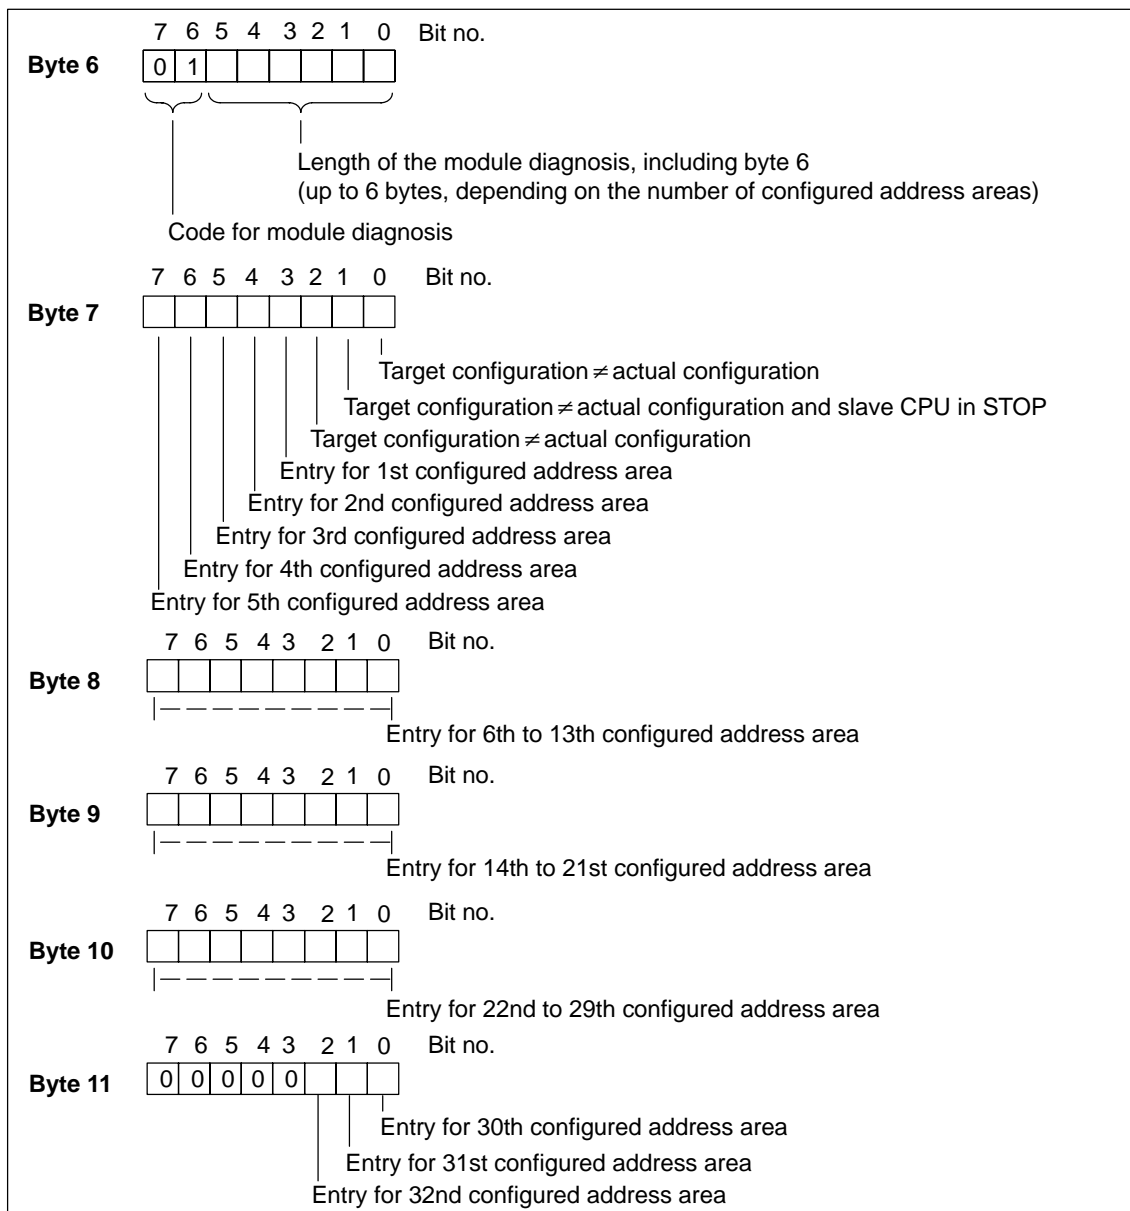 7 6 5 4 3 2 1 0 Bit no.
Byte 6 0 1
Length of the module diagnosis, including byte 6
(up to 6 bytes, depending on the number of configured address areas)
Code for module diagnosis
7 6 5 4 3 2 1 0 Bit no.
Byte 7
Target configuration ≠ actual configuration
Target configuration ≠ actual configuration and slave CPU in STOP
Target configuration ≠ actual configuration
Entry for 1st configured address area
Entry for 2nd configured address area
Entry for 3rd configured address area
Entry for 4th configured address area
Entry for 5th configured address area
7 6 5 4 3 2 1 0 Bit no.
Byte 8
Entry for 6th to 13th configured address area
7 6 5 4 3 2 1 0 Bit no.
Byte 9
Entry for 14th to 21st configured address area
7 6 5 4 3 2 1 0 Bit no.
Byte 10
Entry for 22nd to 29th configured address area
7 6 5 4 3 2 1 0 Bit no.
Byte 11 0 0 0 0 0
Entry for 30th configured address area
Entry for 31st configured address area
Entry for 32nd configured address area